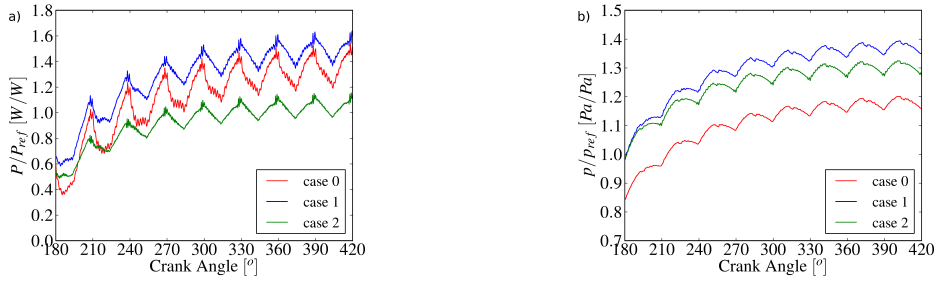 a)
P/P_ref [W/W]
1.8
1.6
1.4
1.2
1.0
0.8
0.6
0.4
0.2
0.0
180 210 240 270 300 330 360 390 420
Crank Angle [°]
case 0
case 1
case 2
b)
p/p_ref [Pa/Pa]
1.5
1.4
1.3
1.2
1.1
1.0
0.9
0.8
0.7
180 210 240 270 300 330 360 390 420
Crank Angle [°]
case 0
case 1
case 2